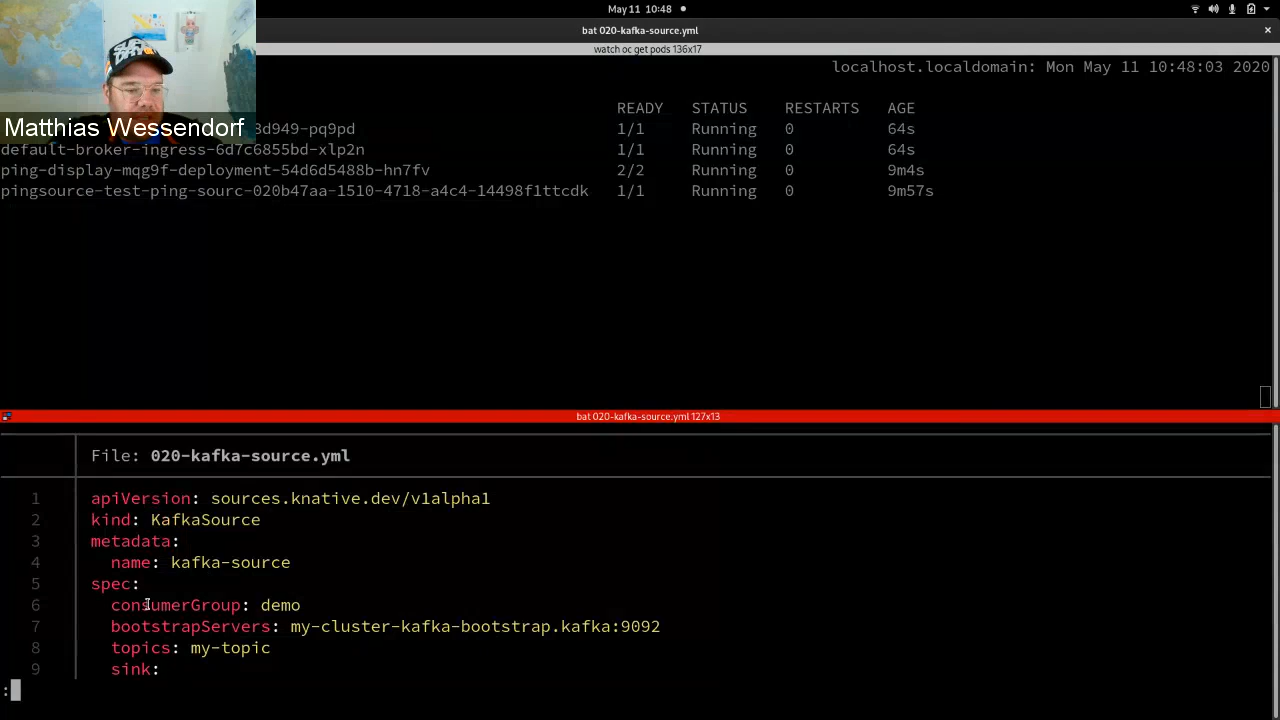 May 11 10:48
bat 020-kafka-source.yml
watch oc get pods 136x17
localhost.localdomain: Mon May 11 10:48:03 2020
READY STATUS RESTARTS AGE
8d949-pq9pd 1/1 Running 0 64s
default-broker-ingress-6d7c6855bd-xlp2n 1/1 Running 0 64s
ping-display-mqg9f-deployment-54d6d5488b-hn7fv 2/2 Running 0 9m4s
pingsource-test-ping-sourc-020b47aa-1510-4718-a4c4-14498f1ttcdk 1/1 Running 0 9m57s
Matthias Wessendorf
bat 020-kafka-source.yml 127x13
File: 020-kafka-source.yml
1 apiVersion: sources.knative.dev/v1alpha1
2 kind: KafkaSource
3 metadata:
4 name: kafka-source
5 spec:
6 consumerGroup: demo
7 bootstrapServers: my-cluster-kafka-bootstrap.kafka:9092
8 topics: my-topic
9 sink:
: